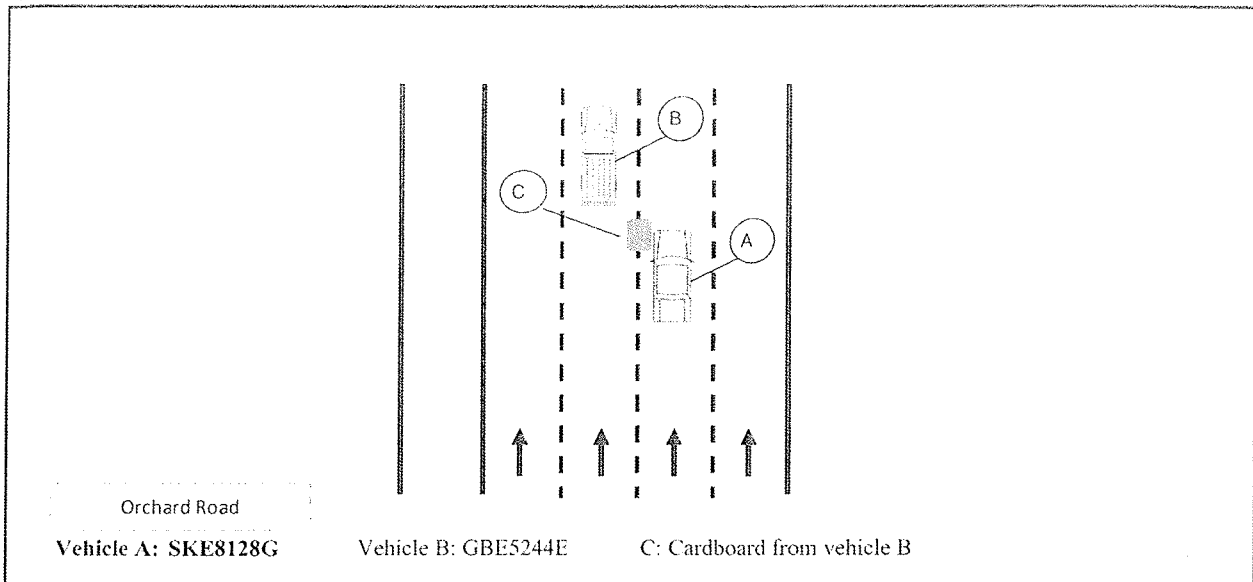 B
C
A
Orchard Road
Vehicle A: SKE8128G Vehicle B: GBE5244E C: Cardboard from vehicle B